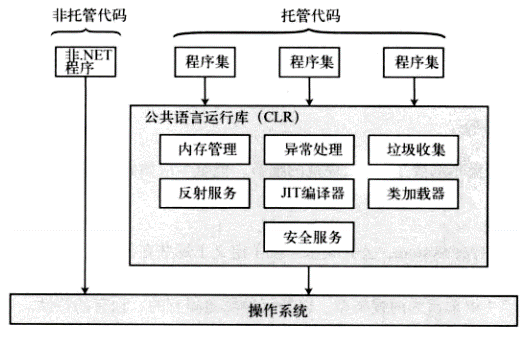 非托管代码
托管代码
非.NET
程序
程序集
程序集
程序集
公共语言运行库（CLR）
内存管理
异常处理
垃圾收集
反射服务
JIT编译器
类加载器
安全服务
操作系统